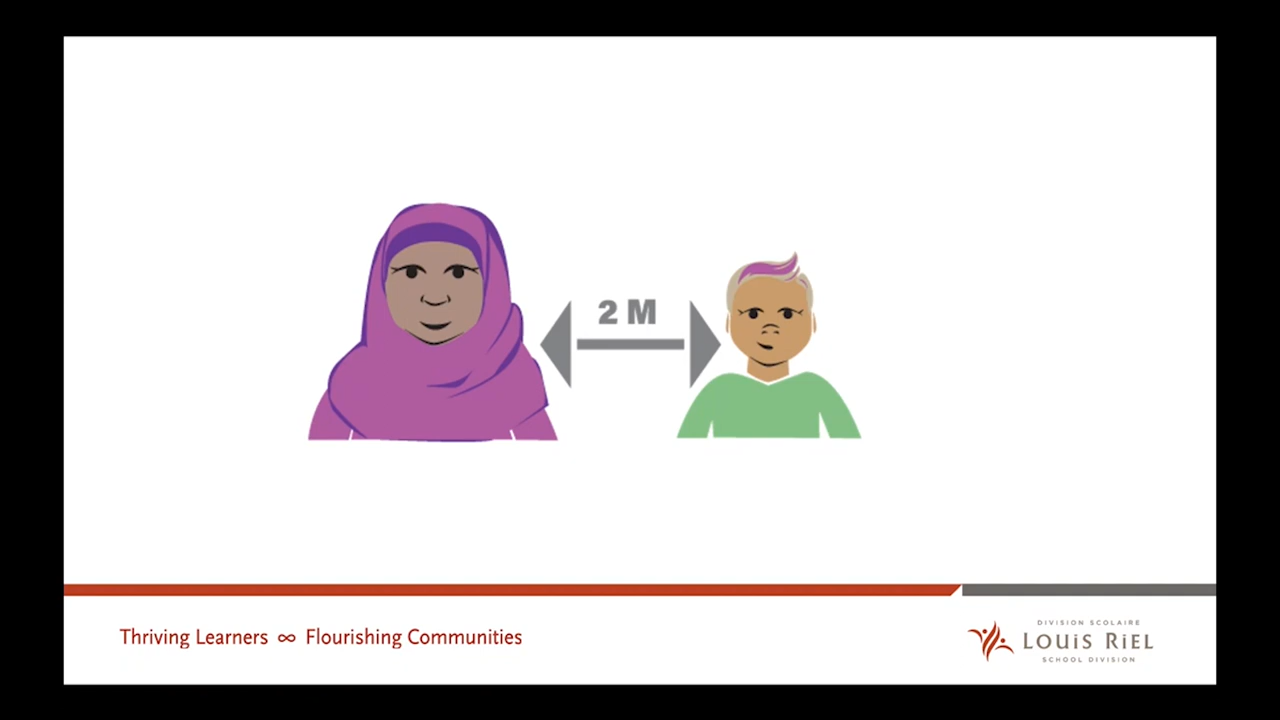 2 M
Thriving Learners ∞ Flourishing Communities
DIVISION SCOLAIRE
LOUIS RIEL
SCHOOL DIVISION